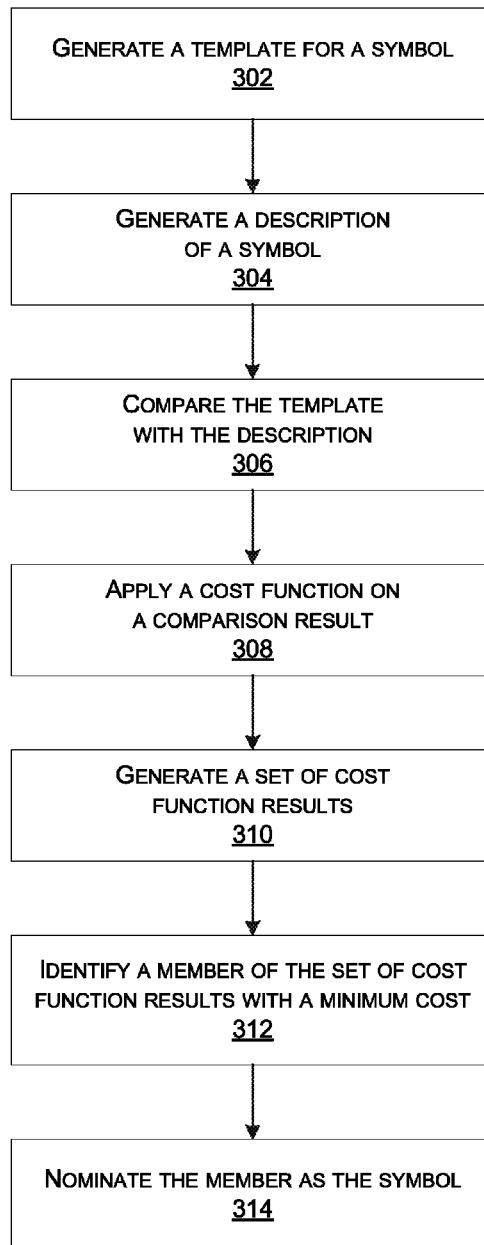 GENERATE A TEMPLATE FOR A SYMBOL
302
GENERATE A DESCRIPTION
OF A SYMBOL
304
COMPARE THE TEMPLATE
WITH THE DESCRIPTION
306
APPLY A COST FUNCTION ON
A COMPARISON RESULT
308
GENERATE A SET OF COST
FUNCTION RESULTS
310
IDENTIFY A MEMBER OF THE SET OF COST
FUNCTION RESULTS WITH A MINIMUM COST
312
NOMINATE THE MEMBER AS THE SYMBOL
314